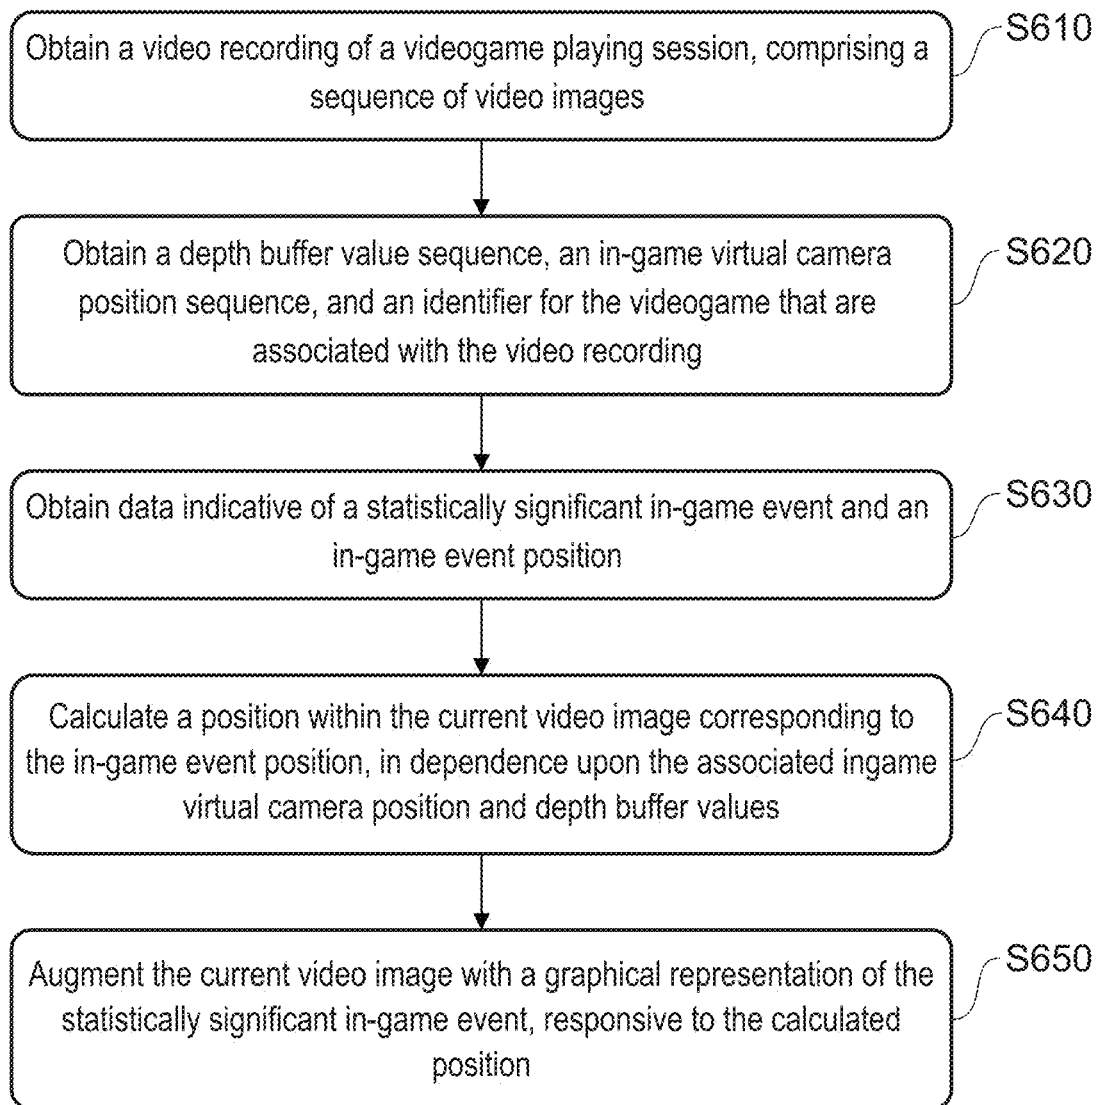 Obtain a video recording of a videogame playing session, comprising a
sequence of video images
S610
Obtain a depth buffer value sequence, an in-game virtual camera
position sequence, and an identifier for the videogame that are
associated with the video recording
S620
Obtain data indicative of a statistically significant in-game event and an
in-game event position
S630
Calculate a position within the current video image corresponding to
the in-game event position, in dependence upon the associated ingame
virtual camera position and depth buffer values
S640
Augment the current video image with a graphical representation of the
statistically significant in-game event, responsive to the calculated
position
S650